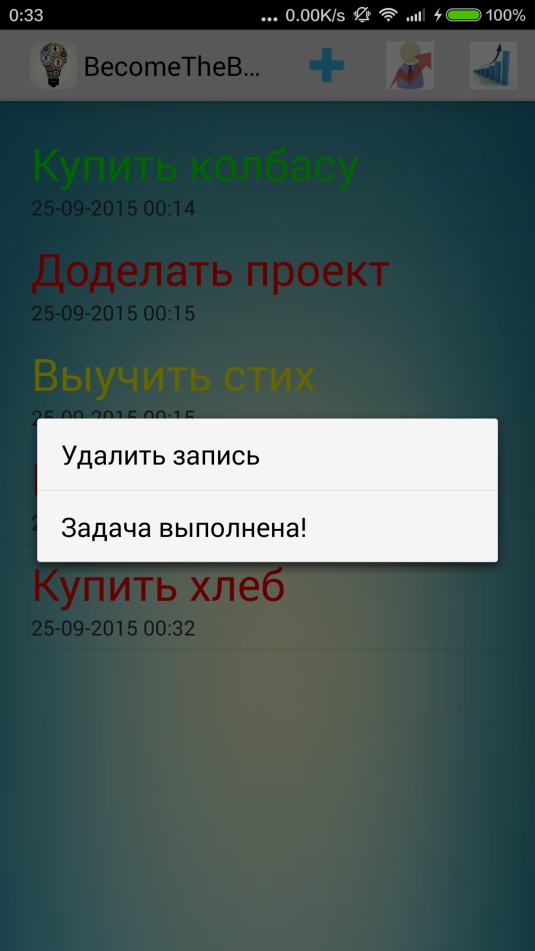 0:33 ... 0.00K/s 100%
BecomeTheB...
Купить колбасу
25-09-2015 00:14
Доделать проект
25-09-2015 00:15
Выучить стих
25-09-2015 00:15
Удалить запись
Задача выполнена!
Купить хлеб
25-09-2015 00:32